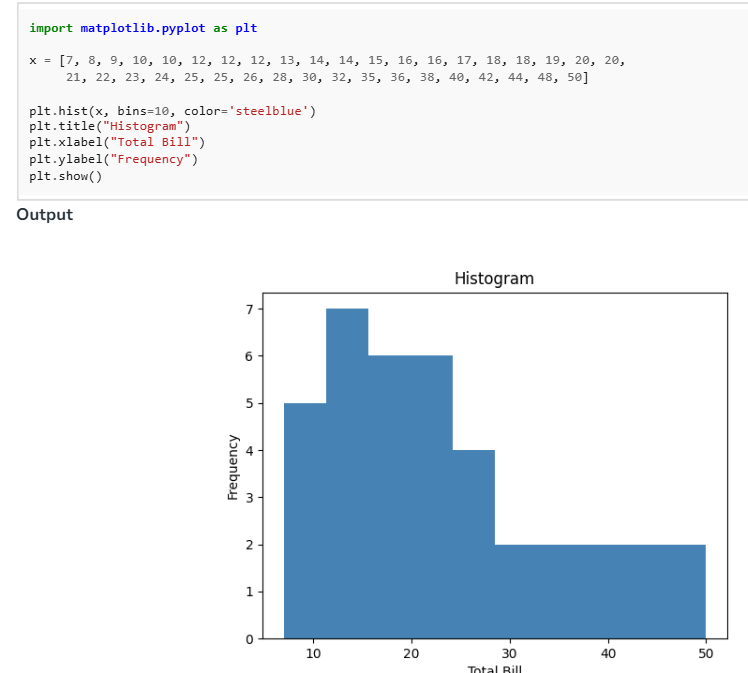 import matplotlib.pyplot as plt
x = [7, 8, 9, 10, 10, 12, 12, 12, 13, 14, 14, 15, 16, 16, 17, 18, 18, 19, 20, 20,
21, 22, 23, 24, 25, 25, 26, 28, 30, 32, 35, 36, 38, 40, 42, 44, 48, 50]
plt.hist(x, bins=10, color='steelblue')
plt.title("Histogram")
plt.xlabel("Total Bill")
plt.ylabel("Frequency")
plt.show()
Output
Histogram
7
6
5
4
3
2
1
0
Frequency
10 20 30 40 50
Total Bill